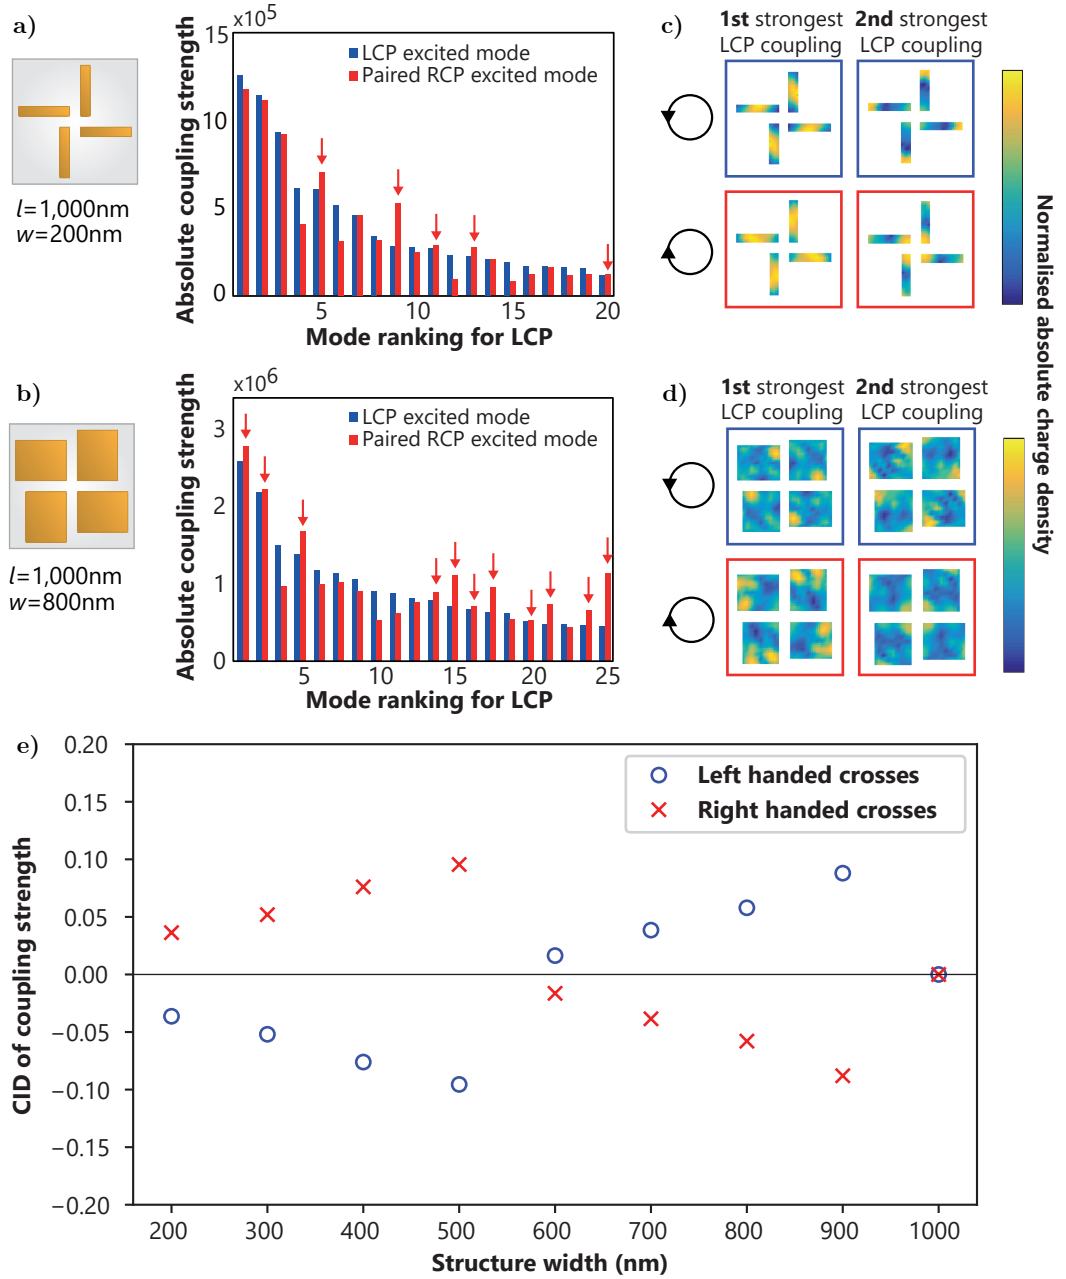 a)
l=1,000nm
w=200nm
×10⁵
15
10
5
0
Absolute coupling strength
LCP excited mode
Paired RCP excited mode
5
10
15
20
Mode ranking for LCP
c)
1st strongest
LCP coupling
2nd strongest
LCP coupling
b)
l=1,000nm
w=800nm
×10⁶
3
2
1
0
Absolute coupling strength
LCP excited mode
Paired RCP excited mode
5
10
15
20
25
Mode ranking for LCP
d)
1st strongest
LCP coupling
2nd strongest
LCP coupling
Normalised absolute charge density
e)
0.20
0.15
0.10
0.05
0.00
−0.05
−0.10
−0.15
−0.20
CID of coupling strength
Left handed crosses
Right handed crosses
200
300
400
500
600
700
800
900
1000
Structure width (nm)